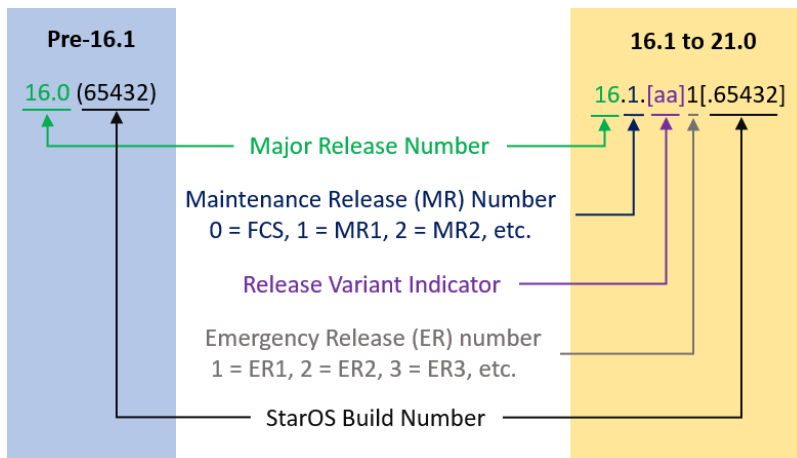 Pre-16.1
16.1 to 21.0
16.0 (65432)
16.1.[aa]1[.65432]
Major Release Number
Maintenance Release (MR) Number
0 = FCS, 1 = MR1, 2 = MR2, etc.
Release Variant Indicator
Emergency Release (ER) number
1 = ER1, 2 = ER2, 3 = ER3, etc.
StarOS Build Number